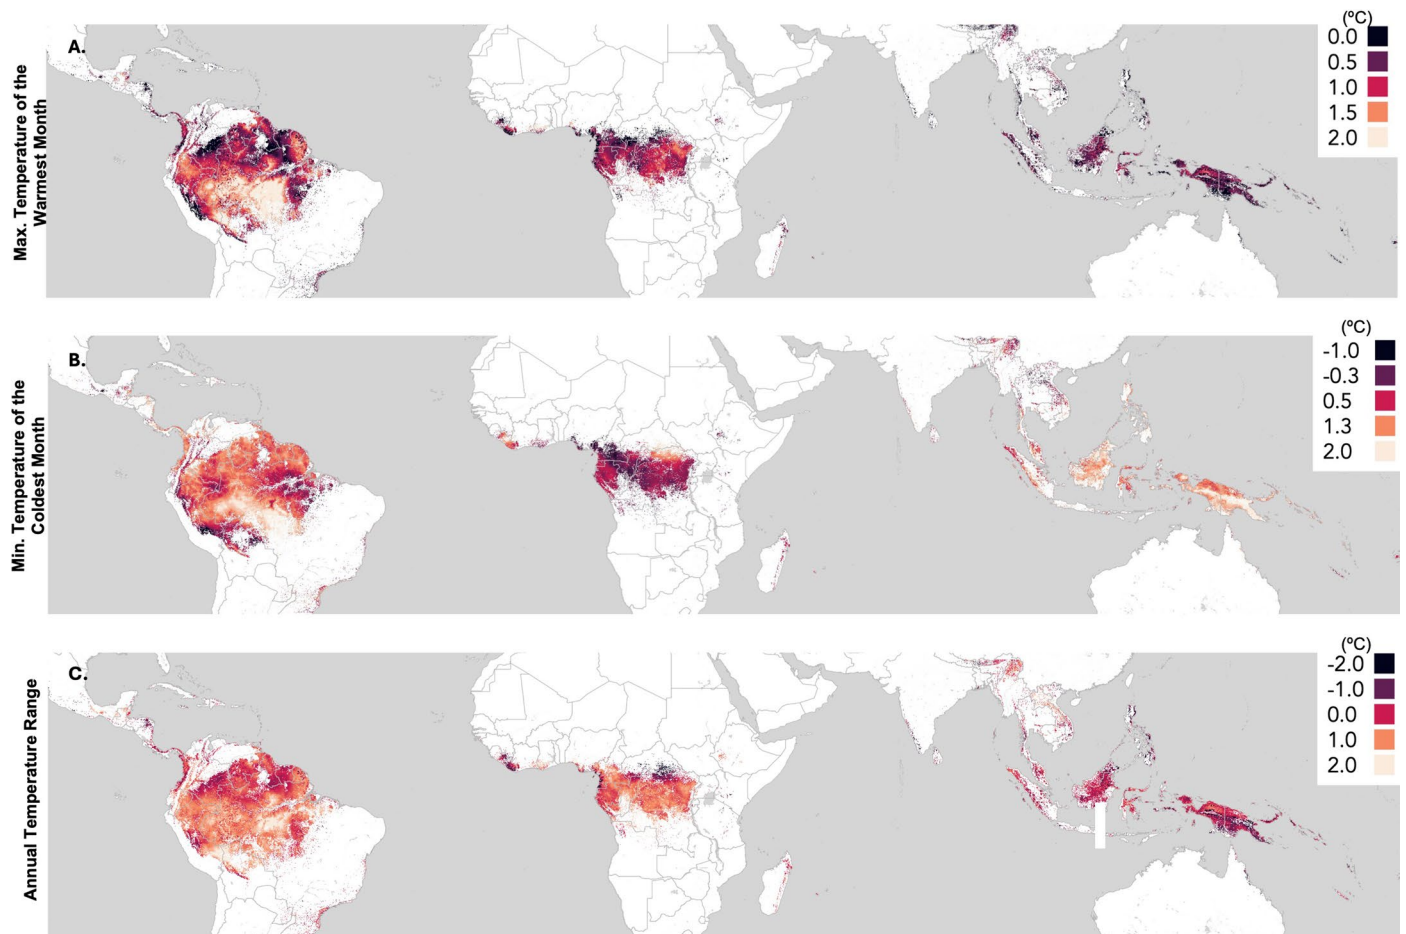 (ºC)
A.
0.0
0.5
1.0
1.5
2.0
Max. Temperature of the
Warmest Month
(ºC)
B.
-1.0
-0.3
0.5
1.3
2.0
Min. Temperature of the
Coldest Month
(ºC)
C.
-2.0
-1.0
0.0
1.0
2.0
Annual Temperature Range